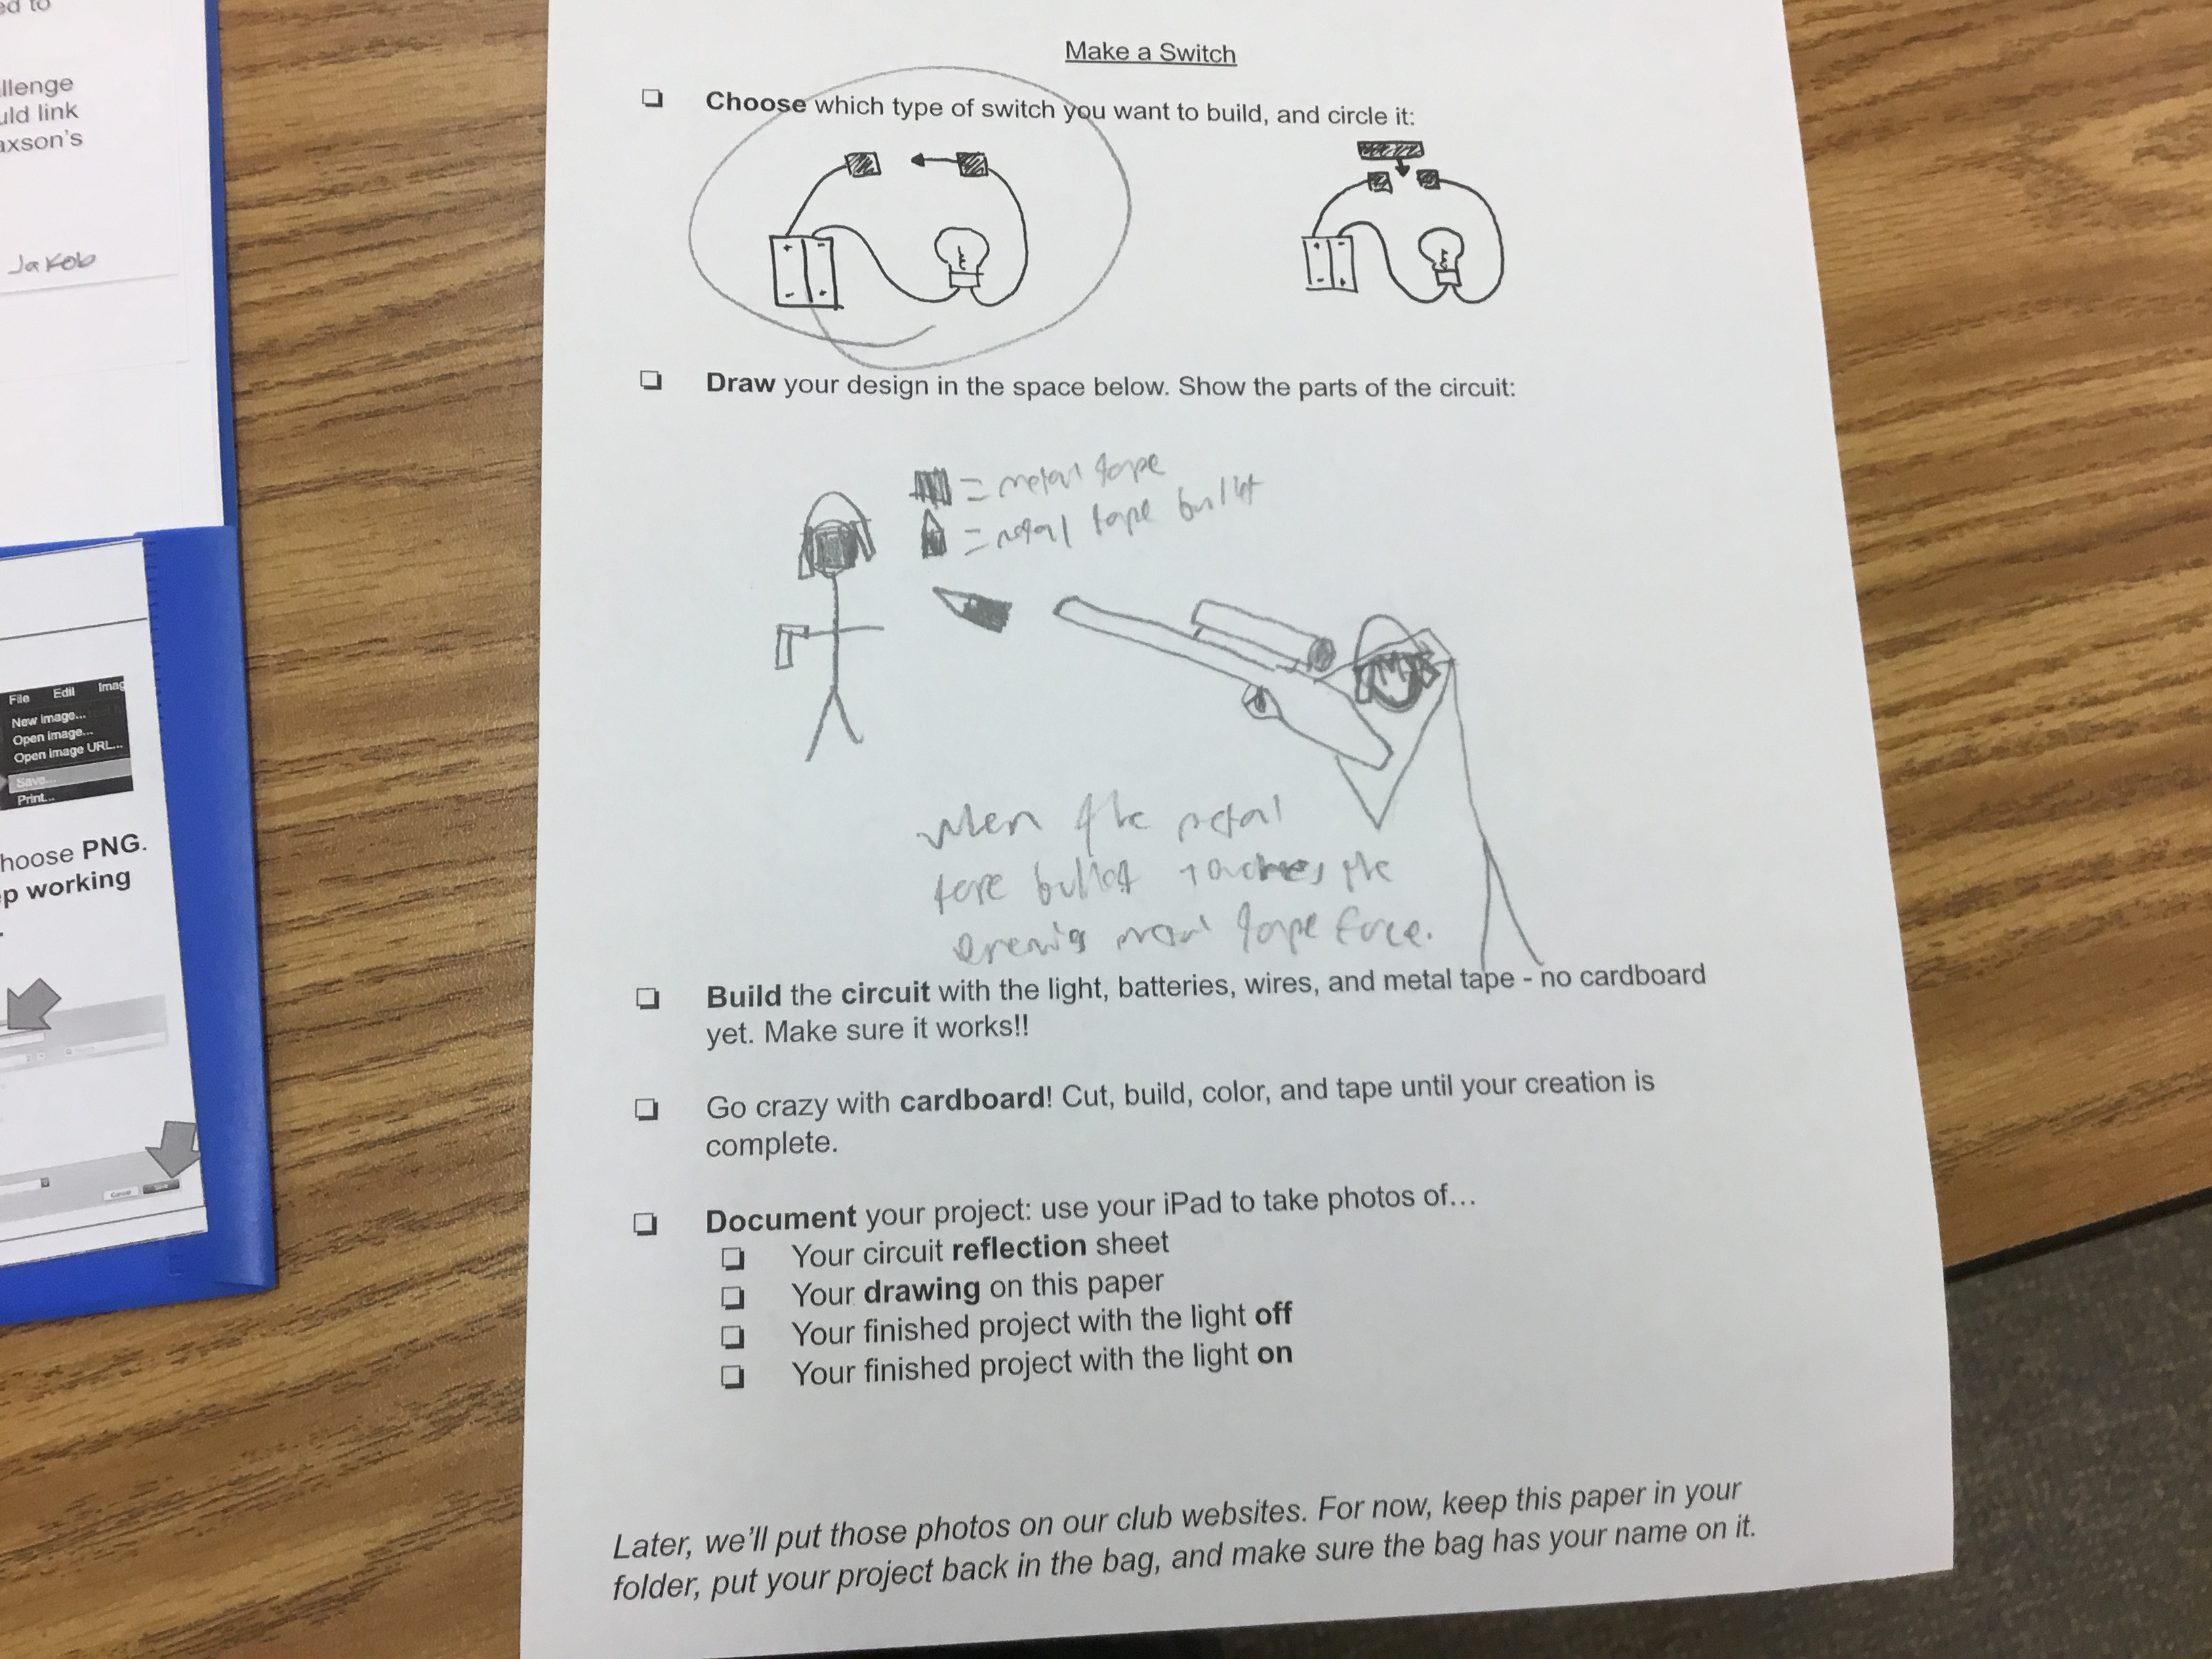 ed to
llenge
uld link
axson's
Jakob
File Edit Imag
New Image...
Open Image...
Open Image URL...
Save...
Print...
hoose PNG.
p working
Cancel
Make a Switch
Choose which type of switch you want to build, and circle it:
+ -
- +
+ -
- +
Draw your design in the space below. Show the parts of the circuit:
= metal tape
= metal tape bullet
when the metal
tape bullet touches the
metal tape face.
Build the circuit with the light, batteries, wires, and metal tape - no cardboard
yet. Make sure it works!!
Go crazy with cardboard! Cut, build, color, and tape until your creation is
complete.
Document your project: use your iPad to take photos of…
Your circuit reflection sheet
Your drawing on this paper
Your finished project with the light off
Your finished project with the light on
Later, we'll put those photos on our club websites. For now, keep this paper in your
folder, put your project back in the bag, and make sure the bag has your name on it.